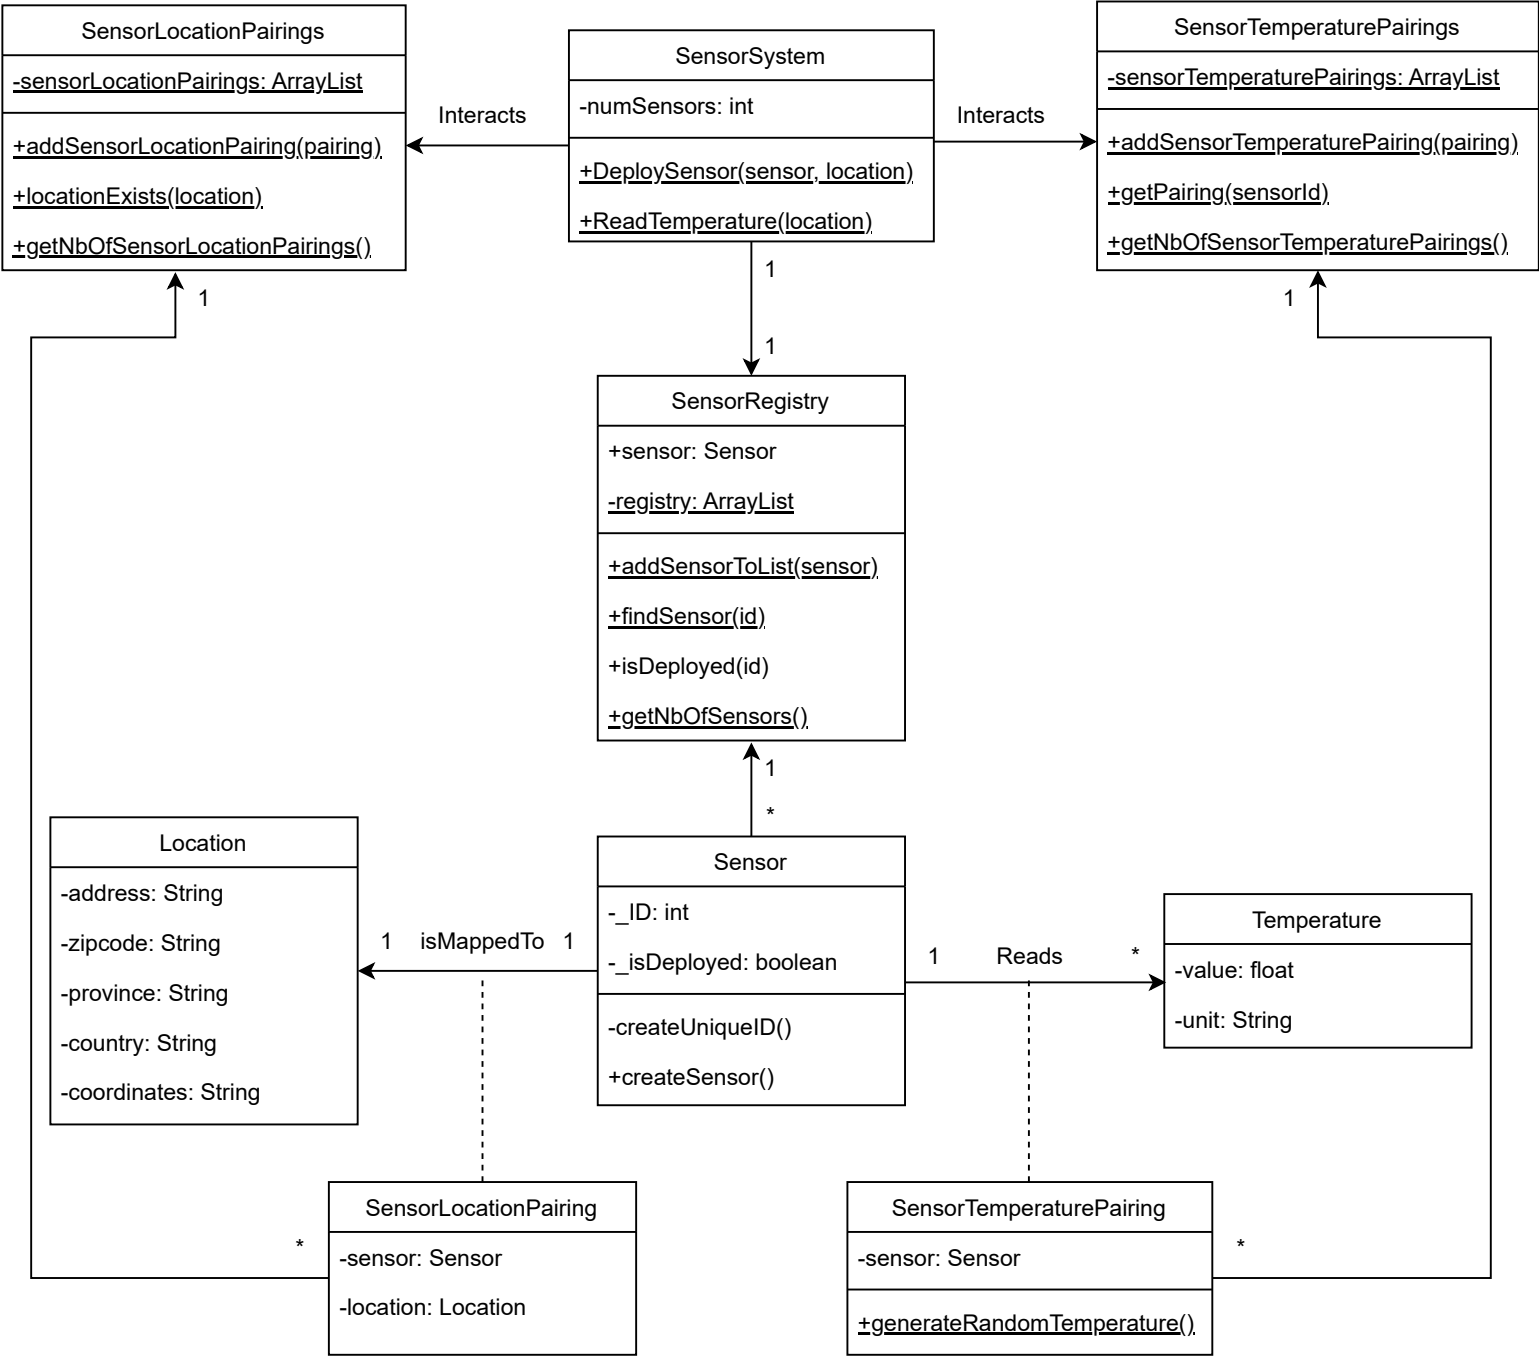 SensorLocationPairings
-sensorLocationPairings: ArrayList
+addSensorLocationPairing(pairing)
+locationExists(location)
+getNbOfSensorLocationPairings()
1
Interacts
SensorSystem
-numSensors: int
+DeploySensor(sensor, location)
+ReadTemperature(location)
Interacts
SensorTemperaturePairings
-sensorTemperaturePairings: ArrayList
+addSensorTemperaturePairing(pairing)
+getPairing(sensorId)
+getNbOfSensorTemperaturePairings()
1
1
1
SensorRegistry
+sensor: Sensor
-registry: ArrayList
+addSensorToList(sensor)
+findSensor(id)
+isDeployed(id)
+getNbOfSensors()
1
*
Location
-address: String
-zipcode: String
-province: String
-country: String
-coordinates: String
1 isMappedTo 1
Sensor
-_ID: int
-_isDeployed: boolean
-createUniqueID()
+createSensor()
1 Reads *
Temperature
-value: float
-unit: String
*
SensorLocationPairing
-sensor: Sensor
-location: Location
SensorTemperaturePairing
-sensor: Sensor
+generateRandomTemperature()
*